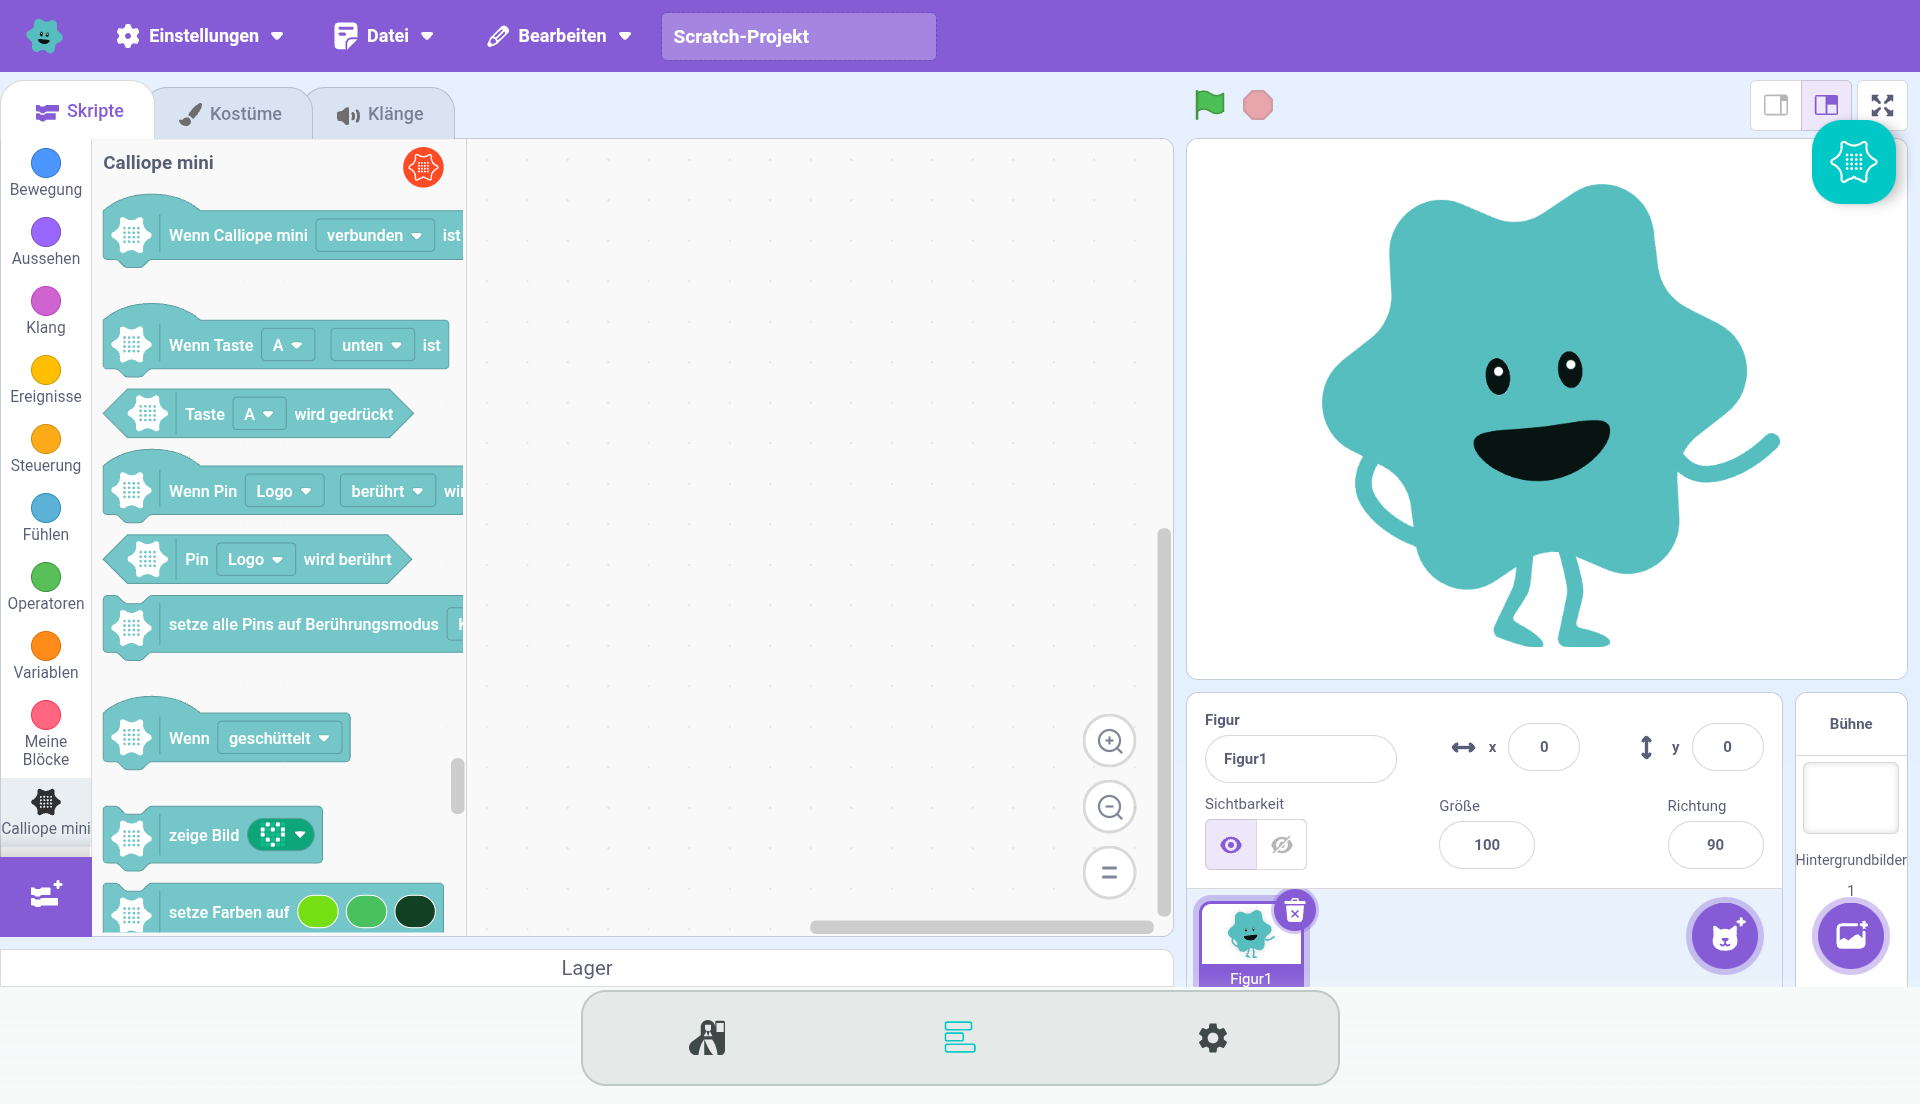 Einstellungen
Datei
Bearbeiten
Scratch-Projekt
Skripte
Kostüme
Klänge
Bewegung
Aussehen
Klang
Ereignisse
Steuerung
Fühlen
Operatoren
Variablen
Meine
Blöcke
Calliope mini
Calliope mini
Wenn Calliope mini verbunden ist
Wenn Taste A unten ist
Taste A wird gedrückt
Wenn Pin Logo berührt
Pin Logo wird berührt
setze alle Pins auf Berührungsmodus
Wenn geschüttelt
zeige Bild
setze Farben auf
Lager
Figur
Figur1
x 0
y 0
Sichtbarkeit
Größe
100
Richtung
90
Figur1
Bühne
Hintergrundbilder
1